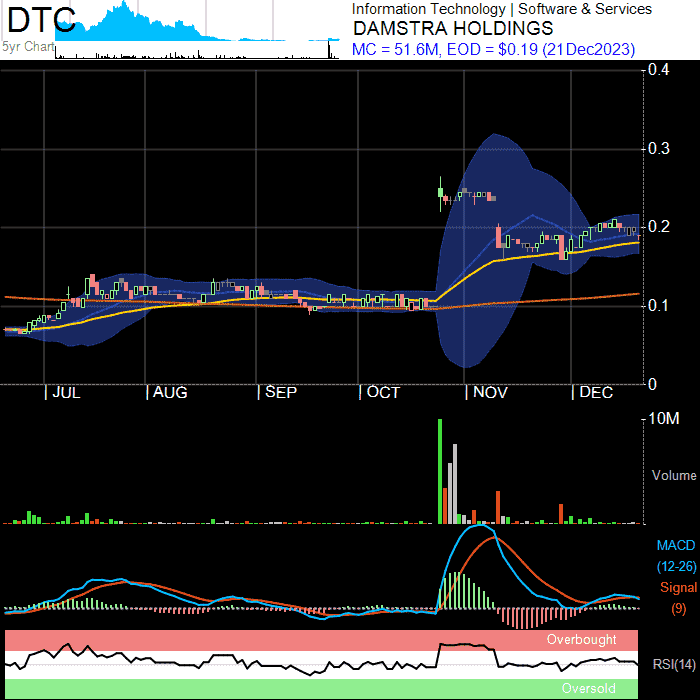 DTC
5yr Chart
Information Technology | Software & Services
DAMSTRA HOLDINGS
MC = 51.6M, EOD = $0.19 (21Dec2023)
0.4
0.3
0.2
0.1
0
JUL AUG SEP OCT NOV DEC
10M
Volume
MACD
(12-26)
Signal
(9)
Overbought
RSI(14)
Oversold